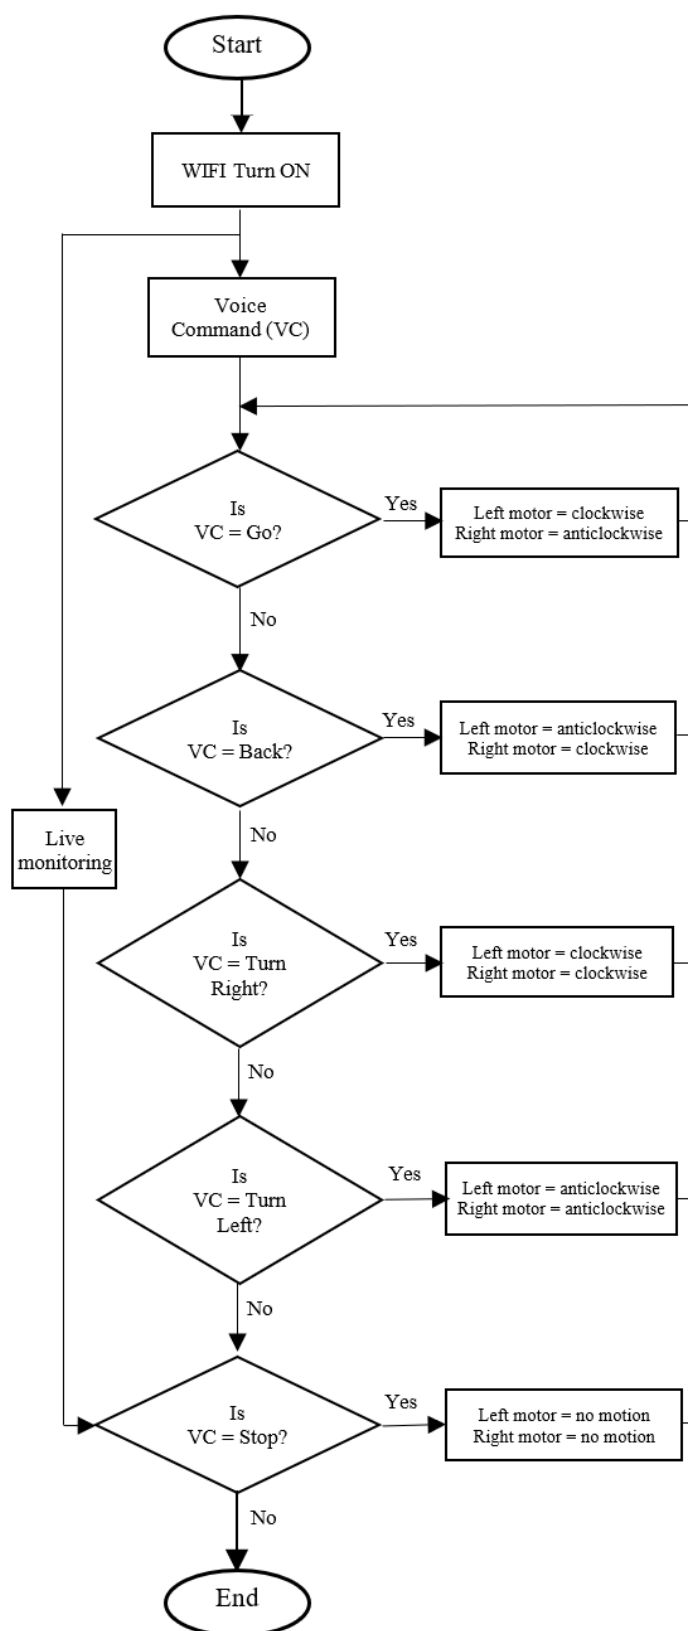 Start
WIFI Turn ON
Voice
Command (VC)
Is
VC = Go?
Yes
Left motor = clockwise
Right motor = anticlockwise
No
Is
VC = Back?
Yes
Left motor = anticlockwise
Right motor = clockwise
No
Live
monitoring
Is
VC = Turn
Right?
Yes
Left motor = clockwise
Right motor = clockwise
No
Is
VC = Turn
Left?
Yes
Left motor = anticlockwise
Right motor = anticlockwise
No
Is
VC = Stop?
Yes
Left motor = no motion
Right motor = no motion
No
End